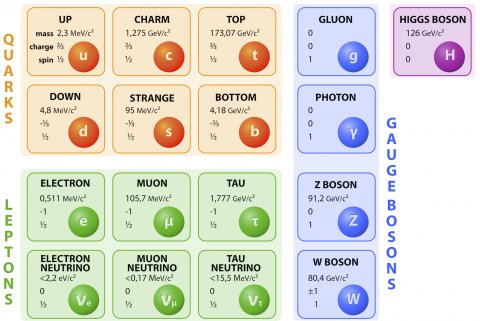 QUARKS
UP
mass 2,3 MeV/c²
charge ⅔
spin ½
u
CHARM
1,275 GeV/c²
⅔
½
c
TOP
173,07 GeV/c²
⅔
½
t
GLUON
0
0
1
g
HIGGS BOSON
126 GeV/c²
0
0
H
DOWN
4,8 MeV/c²
-⅓
½
d
STRANGE
95 MeV/c²
-⅓
½
s
BOTTOM
4,18 GeV/c²
-⅓
½
b
PHOTON
0
0
1
γ
GAUGE BOSONS
LEPTONS
ELECTRON
0,511 MeV/c²
-1
½
e
MUON
105,7 MeV/c²
-1
½
μ
TAU
1,777 GeV/c²
-1
½
τ
Z BOSON
91,2 GeV/c²
0
1
Z
ELECTRON
NEUTRINO
<2,2 eV/c²
0
½
νe
MUON
NEUTRINO
<0,17 MeV/c²
0
½
νμ
TAU
NEUTRINO
<15,5 MeV/c²
0
½
ντ
W BOSON
80,4 GeV/c²
±1
1
W